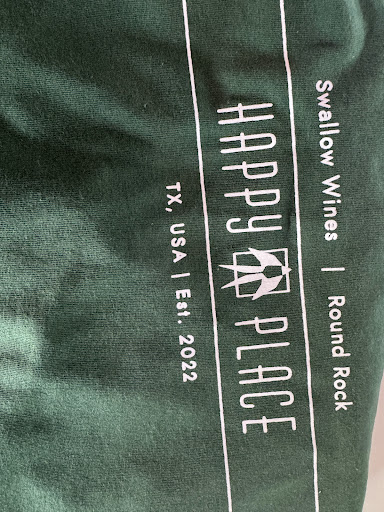 Swallow Wines | Round Rock
HAPPY PLACE
TX, USA | Est. 2022